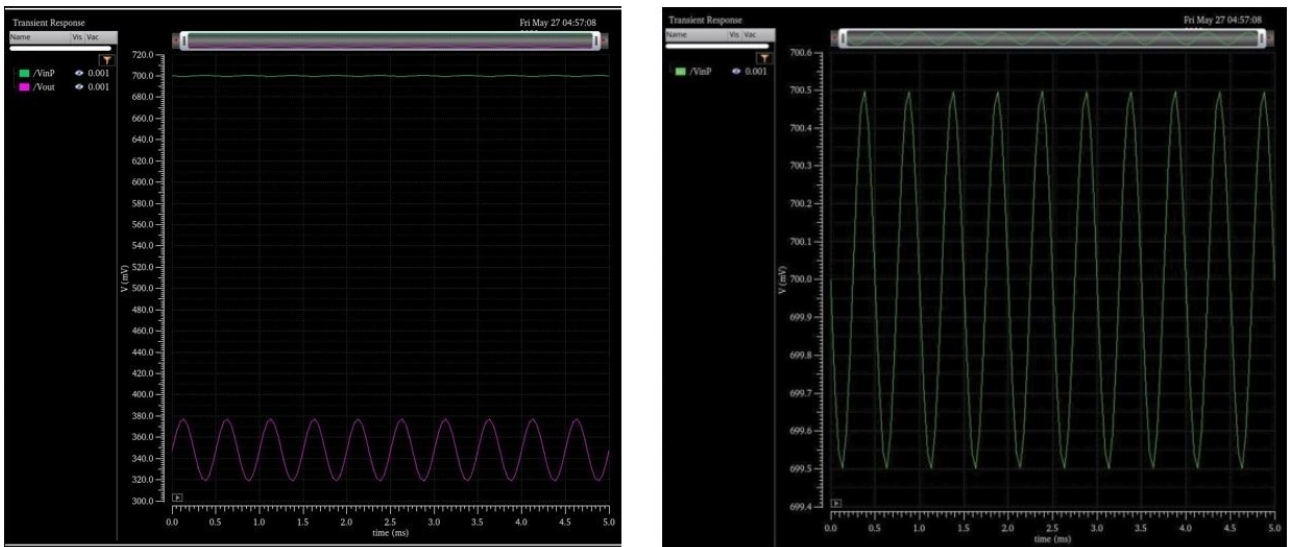 Transient Response
Fri May 27 04:57:08
Name Vis Vac
/VinP 0.001
/Vout 0.001
720.0
700.0
680.0
660.0
640.0
620.0
600.0
580.0
560.0
540.0
520.0
500.0
480.0
460.0
440.0
420.0
400.0
380.0
360.0
340.0
320.0
300.0
V (mV)
0.0 0.5 1.0 1.5 2.0 2.5 3.0 3.5 4.0 4.5 5.0
time (ms)
Transient Response
Fri May 27 04:57:08
Name Vis Vac
/VinP 0.001
700.6
700.5
700.4
700.3
700.2
700.1
700.0
699.9
699.8
699.7
699.6
699.5
699.4
V (mV)
0.0 0.5 1.0 1.5 2.0 2.5 3.0 3.5 4.0 4.5 5.0
time (ms)